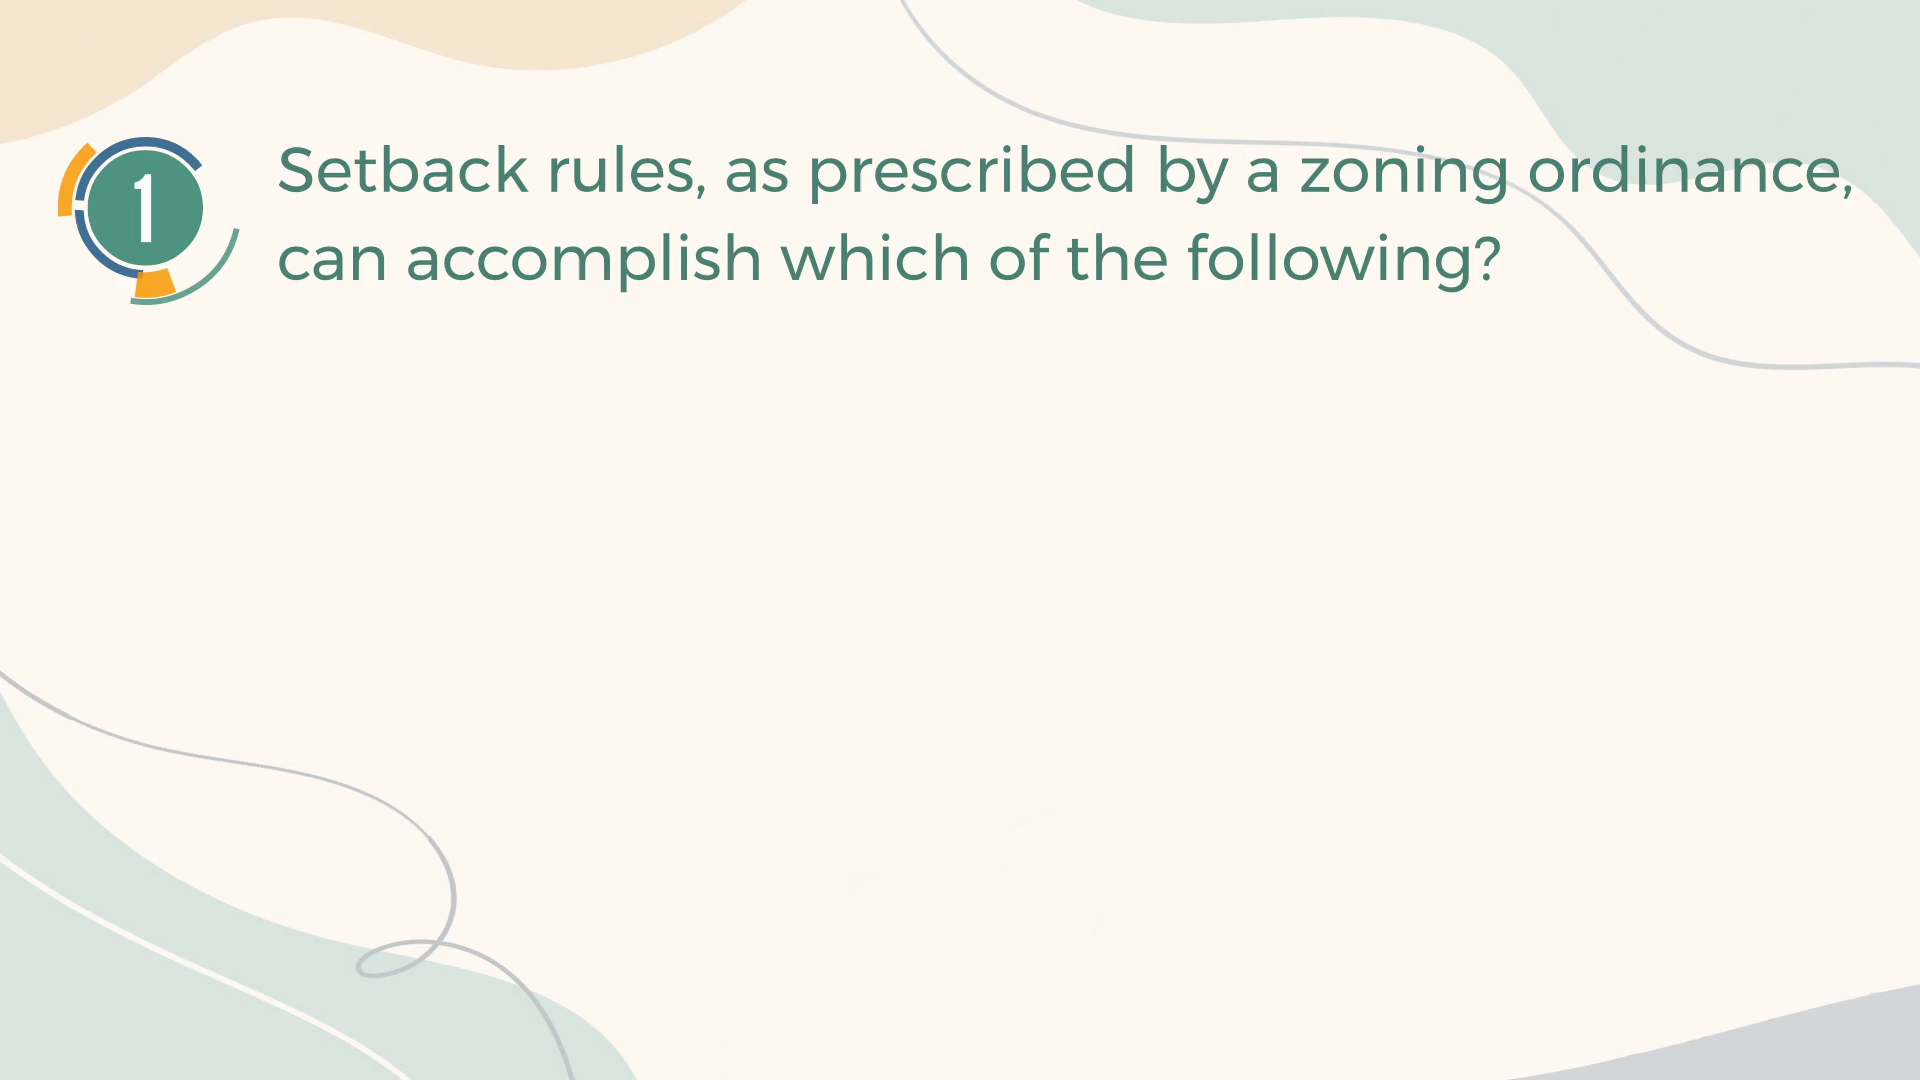 1
Setback rules, as prescribed by a zoning ordinance,
can accomplish which of the following?